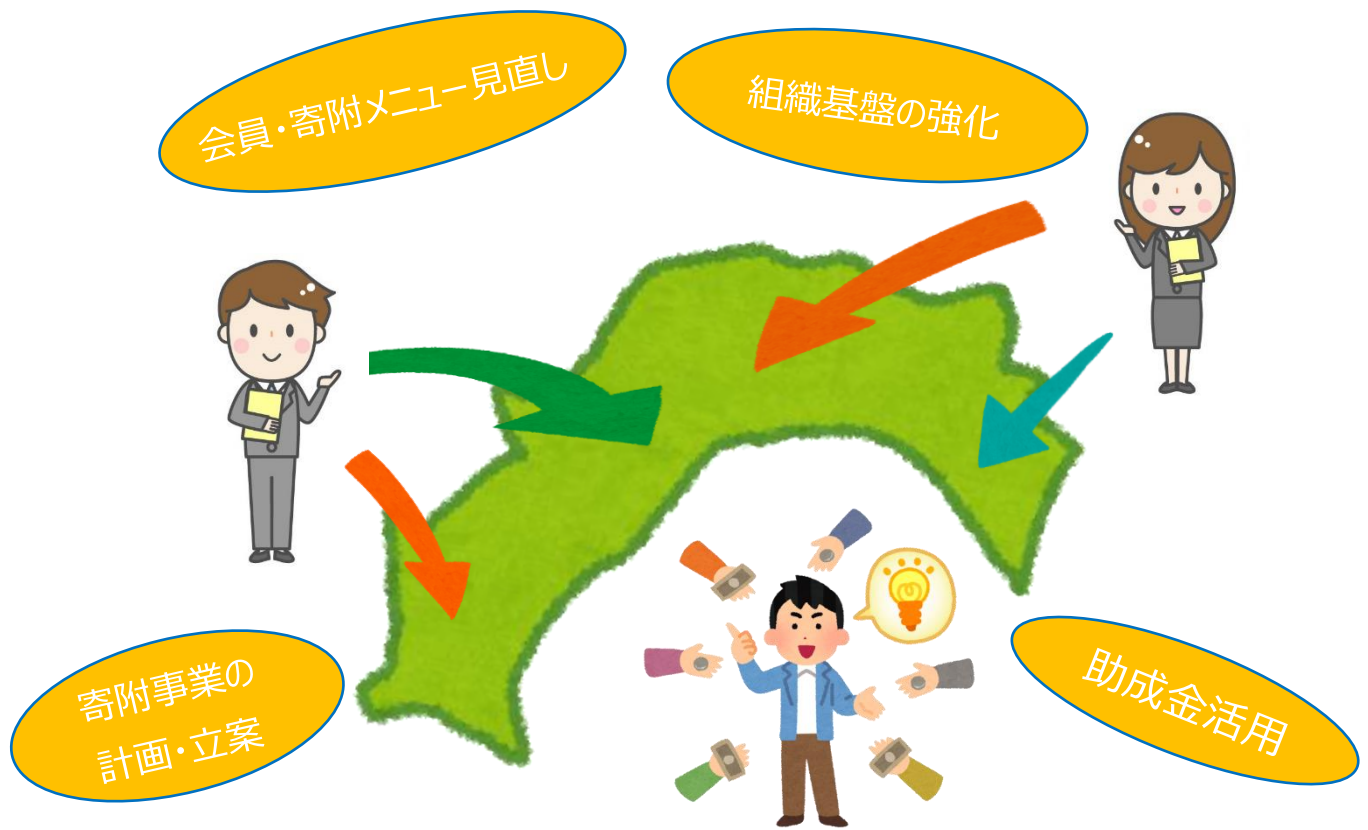 会員・寄附メニュー見直し
組織基盤の強化
寄附事業の
計画・立案
助成金活用